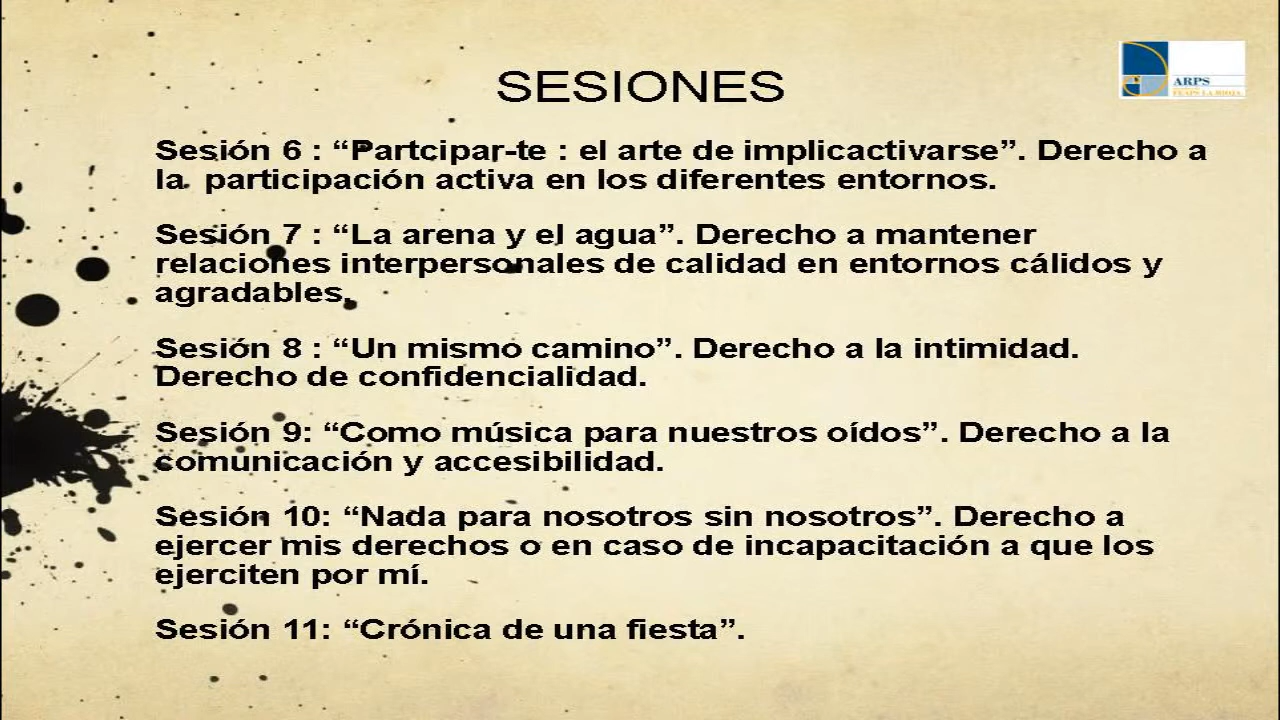 SESIONES
ARPS
FEAPS LA RIOJA
Sesión 6 : “Partcipar-te : el arte de implicactivarse”. Derecho a
la participación activa en los diferentes entornos.
Sesión 7 : “La arena y el agua”. Derecho a mantener
relaciones interpersonales de calidad en entornos cálidos y
agradables.
Sesión 8 : “Un mismo camino”. Derecho a la intimidad.
Derecho de confidencialidad.
Sesión 9: “Como música para nuestros oídos”. Derecho a la
comunicación y accesibilidad.
Sesión 10: “Nada para nosotros sin nosotros”. Derecho a
ejercer mis derechos o en caso de incapacitación a que los
ejerciten por mí.
Sesión 11: “Crónica de una fiesta”.